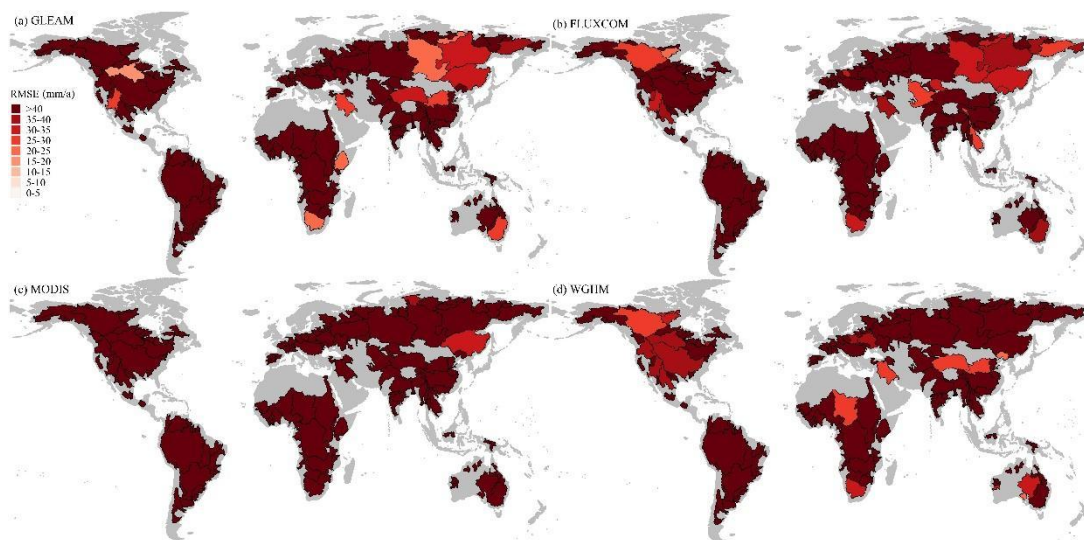 (a) GLEAM
(b) FLUXCOM
RMSE (mm/a)
>40
35-40
30-35
25-30
20-25
15-20
10-15
5-10
0-5
(c) MODIS
(d) WGHM